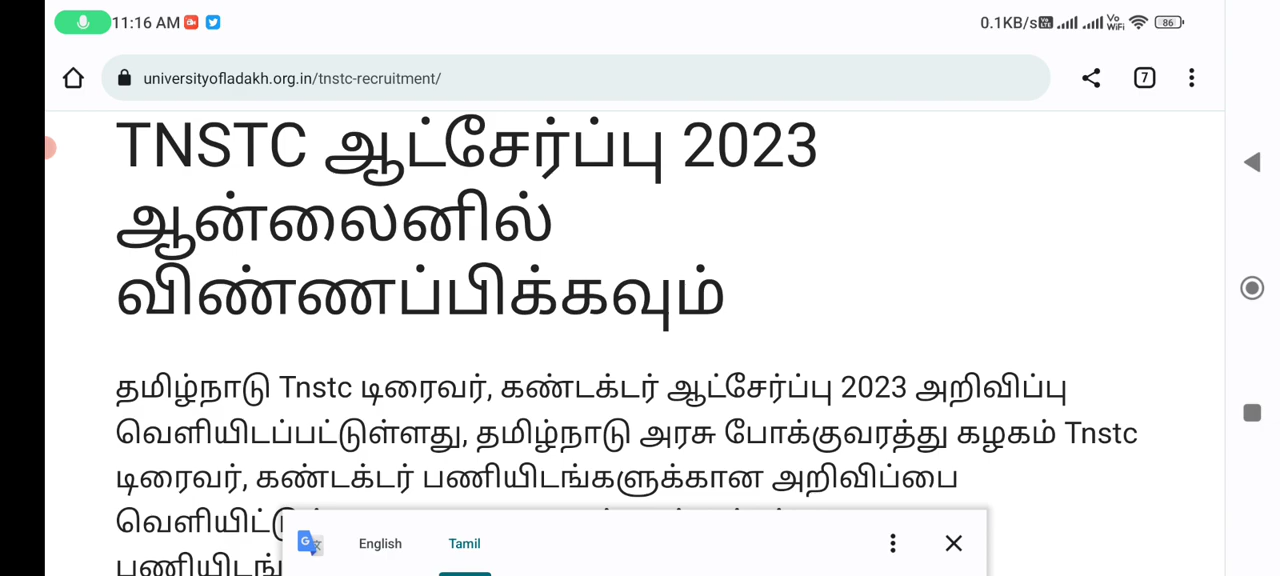 11:16 AM
0.1KB/s Vo WiFi 86
universityofladakh.org.in/tnstc-recruitment/
7
TNSTC ஆட்சேர்ப்பு 2023
ஆன்லைனில்
விண்ணப்பிக்கவும்
தமிழ்நாடு Tnstc டிரைவர், கண்டக்டர் ஆட்சேர்ப்பு 2023 அறிவிப்பு
வெளியிடப்பட்டுள்ளது, தமிழ்நாடு அரசு போக்குவரத்து கழகம் Tnstc
டிரைவர், கண்டக்டர் பணியிடங்களுக்கான அறிவிப்பை
English Tamil